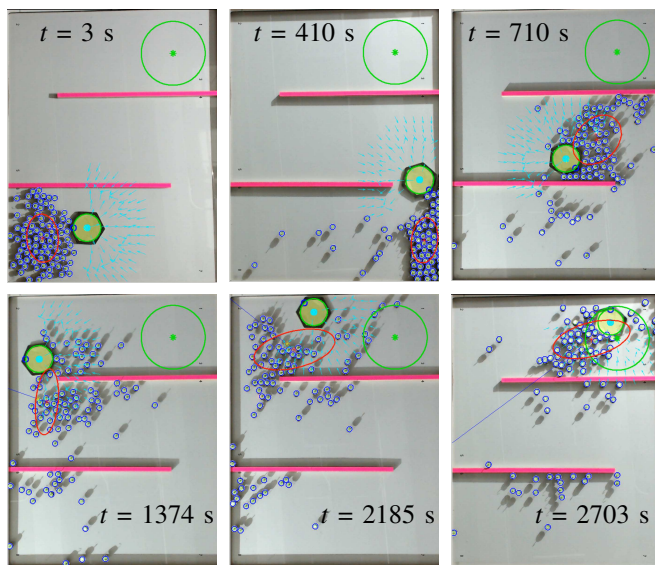 t = 3 s
t = 410 s
t = 710 s
t = 1374 s
t = 2185 s
t = 2703 s